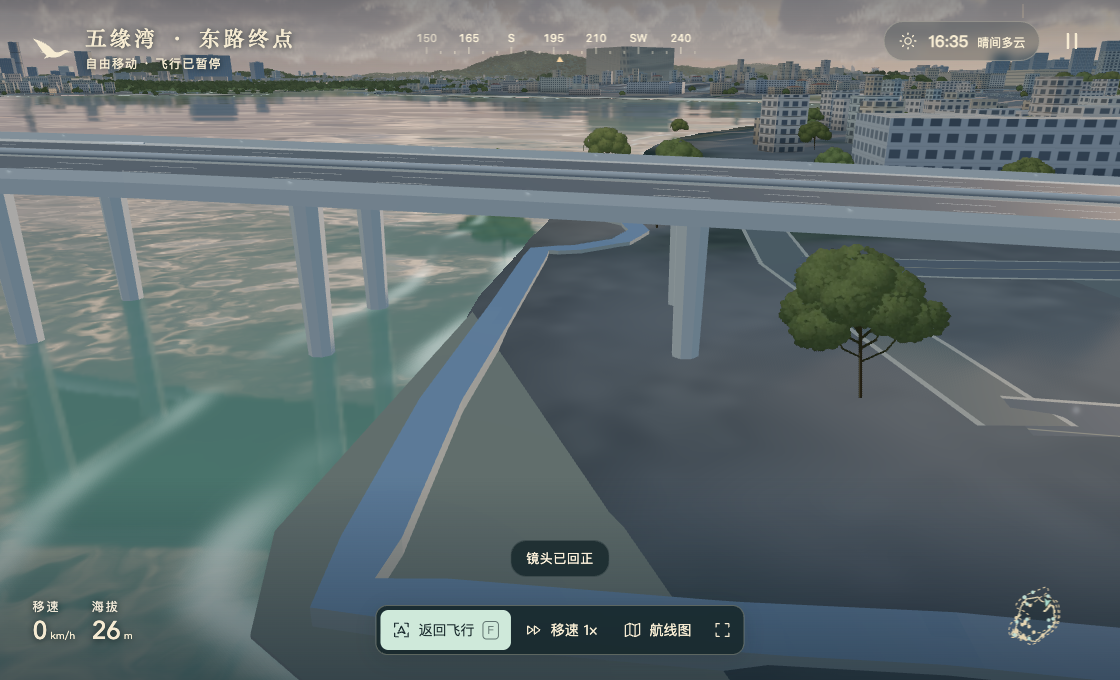 五缘湾 · 东路终点
自由移动 · 飞行已暂停
150 165 S 195 210 SW 240
16:35 晴间多云
镜头已回正
移速 海拔
0 km/h 26 m
返回飞行 F 移速 1x 航线图